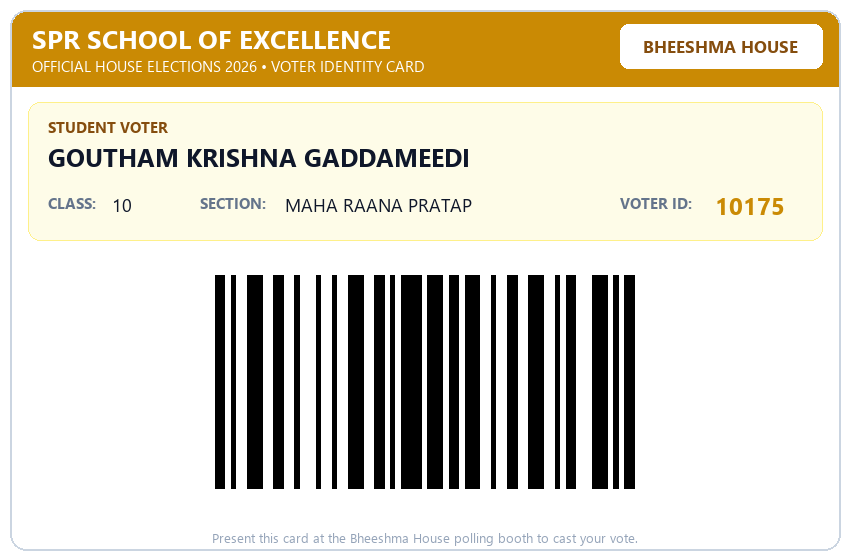 SPR SCHOOL OF EXCELLENCE
OFFICIAL HOUSE ELECTIONS 2026 • VOTER IDENTITY CARD
BHEESHMA HOUSE
STUDENT VOTER
GOUTHAM KRISHNA GADDAMEEDI
CLASS: 10 SECTION: MAHA RAANA PRATAP VOTER ID: 10175
Present this card at the Bheeshma House polling booth to cast your vote.